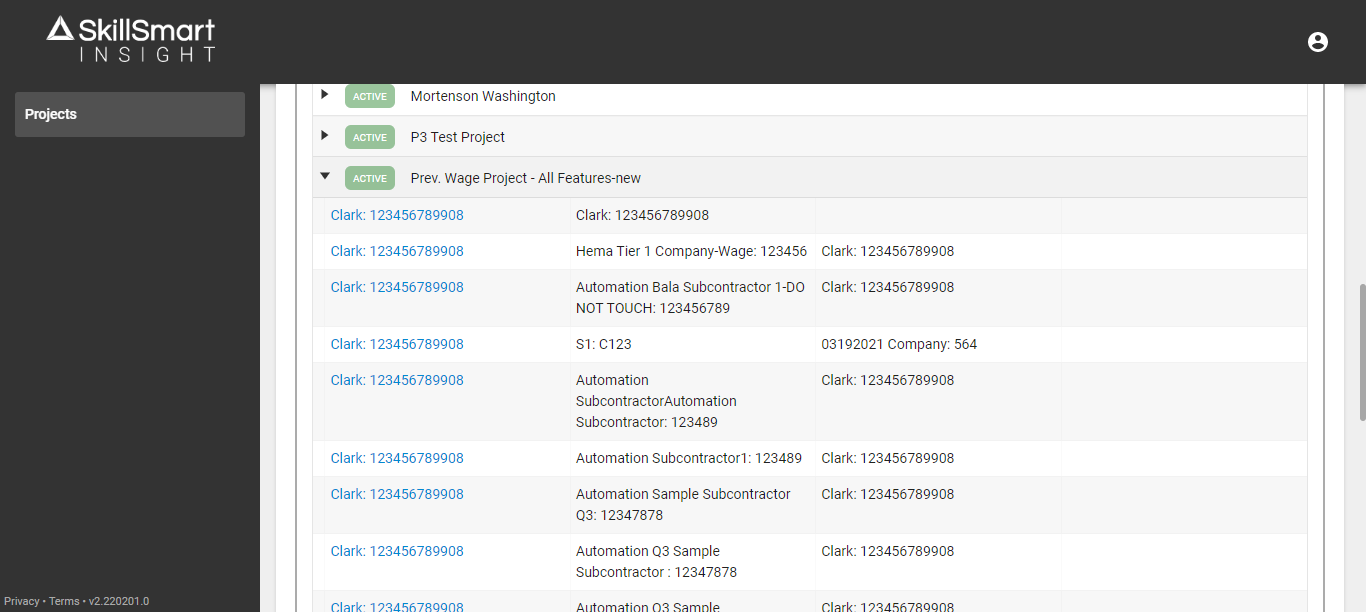 SkillSmart
INSIGHT
Projects
ACTIVE Mortenson Washington
ACTIVE P3 Test Project
ACTIVE Prev. Wage Project - All Features-new
Clark: 123456789908 Clark: 123456789908
Clark: 123456789908 Hema Tier 1 Company-Wage: 123456 Clark: 123456789908
Clark: 123456789908 Automation Bala Subcontractor 1-DO Clark: 123456789908
NOT TOUCH: 123456789
Clark: 123456789908 S1: C123 03192021 Company: 564
Clark: 123456789908 Automation Clark: 123456789908
SubcontractorAutomation
Subcontractor: 123489
Clark: 123456789908 Automation Subcontractor1: 123489 Clark: 123456789908
Clark: 123456789908 Automation Sample Subcontractor Clark: 123456789908
Q3: 12347878
Clark: 123456789908 Automation Q3 Sample Clark: 123456789908
Subcontractor : 12347878
Clark: 123456789908 Automation Q3 Sample Clark: 123456789908
Privacy • Terms • v2.220201.0